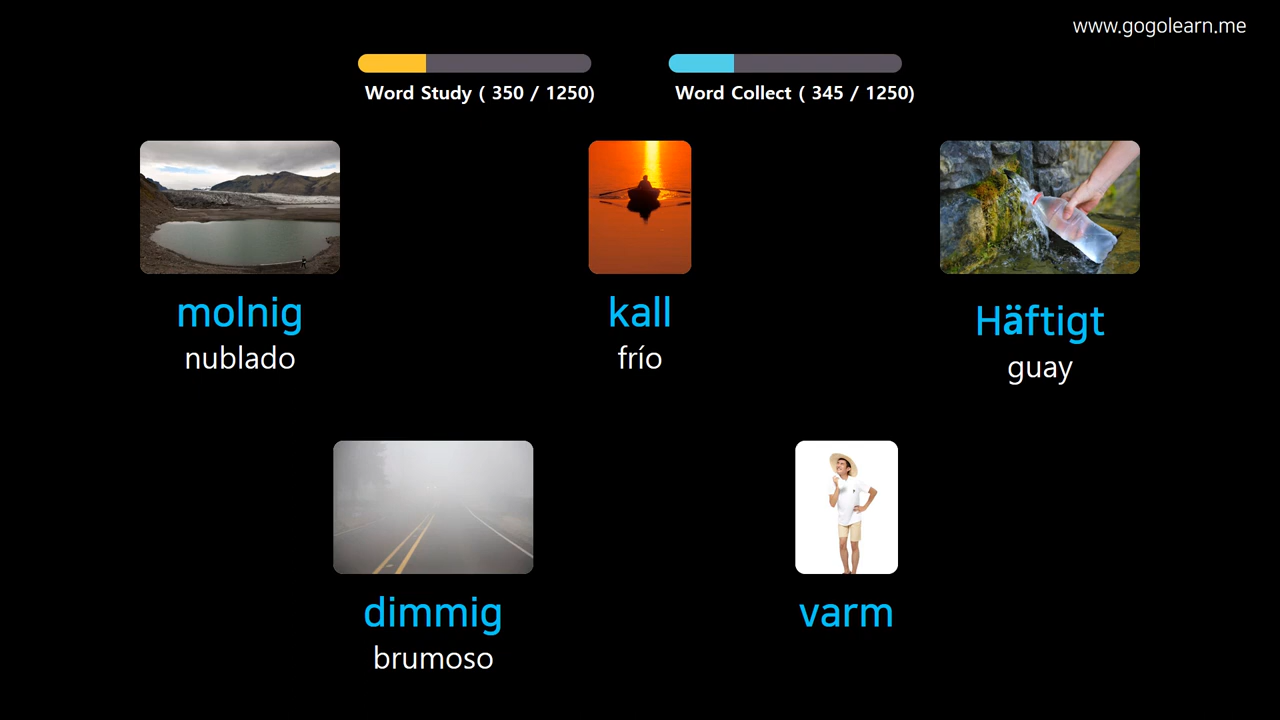 www.gogolearn.me
Word Study ( 350 / 1250)
Word Collect ( 345 / 1250)
molnig
nublado
kall
frío
Häftigt
guay
dimmig
brumoso
varm